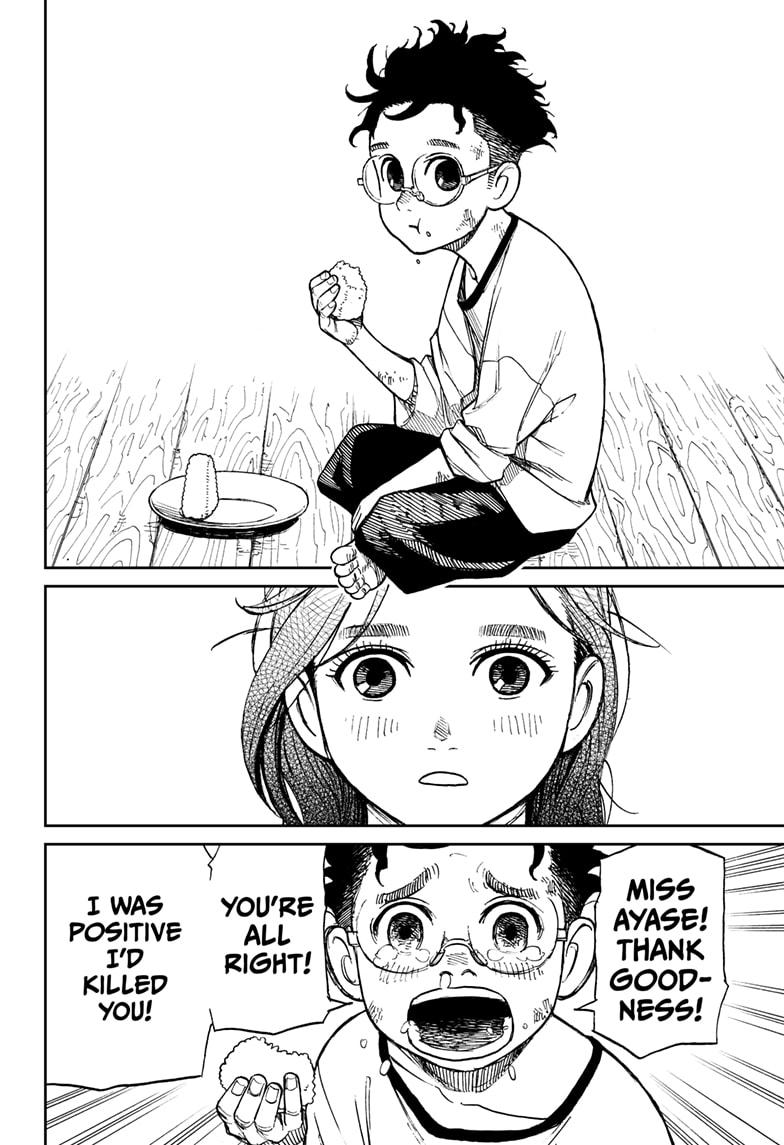 MISS
AYASE!
THANK
GOOD-
NESS!
YOU'RE
ALL
RIGHT!
I WAS
POSITIVE
I'D
KILLED
YOU!